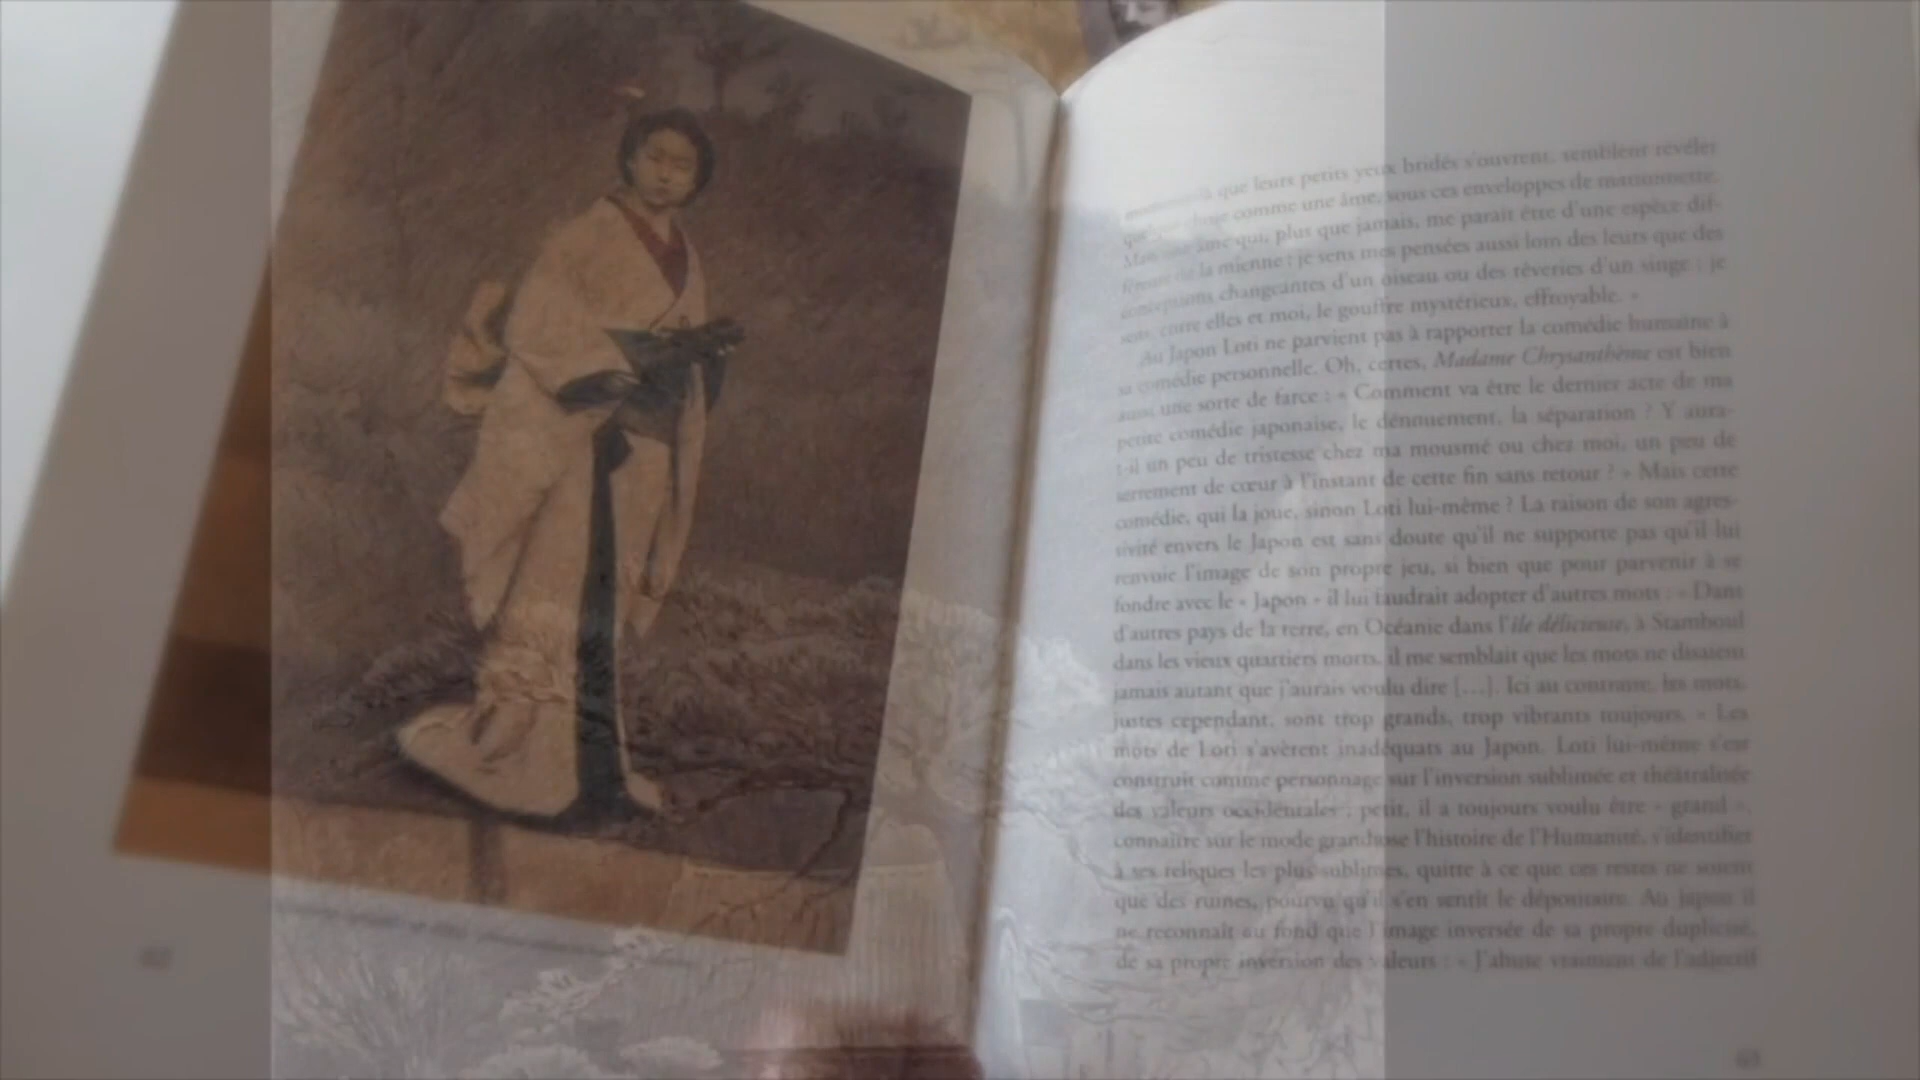 que leurs petits yeux bridés s'ouvrent, semblent revéler
comme une âme, sous ces enveloppes de marionnette.
Mais une âme qui, plus que jamais, me paraît être d'une espèce dif-
la mienne ; je sens mes pensées aussi loin des leurs que des
conceptions changeantes d'un oiseau ou des rêveries d'un singe ; je
entre elles et moi, le gouffre mystérieux, effroyable. »
Au Japon Loti ne parvient pas à rapporter la comédie humaine à
sa comédie personnelle. Oh, certes, Madame Chrysanthème est bien
aussi une sorte de farce : « Comment va être le dernier acte de ma
petite comédie japonaise, le dénnuement, la séparation ? Y aura-
t-il un peu de tristesse chez ma mousmé ou chez moi, un peu de
serrement de cœur à l'instant de cette fin sans retour ? » Mais cette
comédie, qui la joue, sinon Loti lui-même ? La raison de son agres-
sivité envers le Japon est sans doute qu'il ne supporte pas qu'il lui
renvoie l'image de son propre jeu, si bien que pour parvenir à se
fondre avec le « Japon » il lui faudrait adopter d'autres mots : « Dans
d'autres pays de la terre, en Océanie dans l'île délicieuse, à Stamboul
dans les vieux quartiers morts, il me semblait que les mots ne disaient
jamais autant que j'aurais voulu dire [...]. Ici au contraire, les mots,
justes cependant, sont trop grands, trop vibrants toujours. » Les
mots de Loti s'avèrent inadéquats au Japon. Loti lui-même s'est
construit comme personnage sur l'inversion sublimée et théâtralisée
des valeurs occidentales ; petit, il a toujours voulu être « grand »,
connaître sur le mode grandiose l'histoire de l'Humanité, s'identifier
à ses reliques les plus sublimes, quitte à ce que ces restes ne soient
que des ruines, pourvu qu'il s'en sentît le dépositaire. Au Japon il
ne reconnaît au fond que l'image inversée de sa propre duplicité,
de sa propre inversion des valeurs : « J'abuse vraiment de l'adjectif